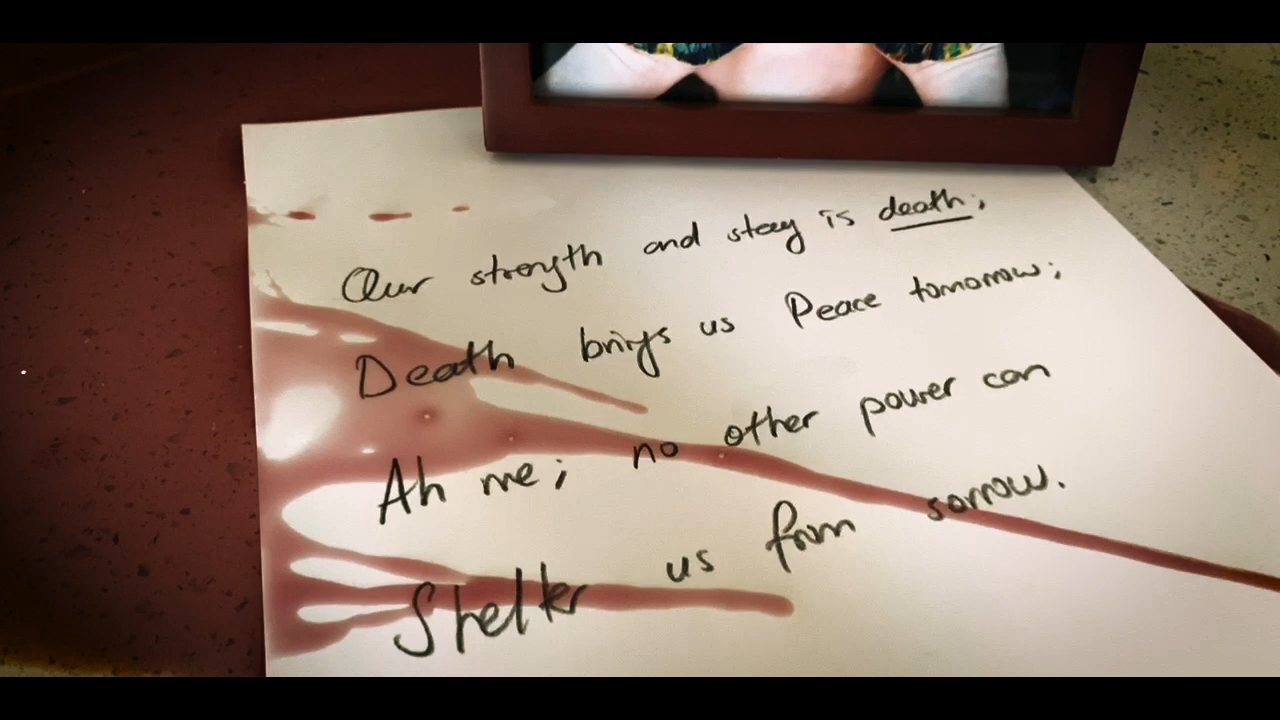 Our strength and stay is death;
Death brings us Peace tomorrow;
Ah me; no other power can
Shelter us from sorrow.